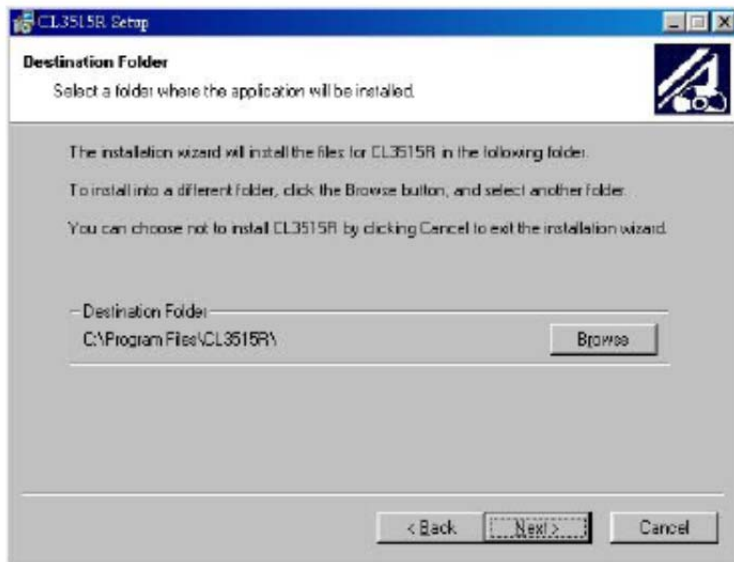 CL3515R Setup
Destination Folder
Select a folder where the application will be installed.
The installation wizard will install the files for CL3515R in the following folder.
To install into a different folder, click the Browse button, and select another folder.
You can choose not to install CL3515R by clicking Cancel to exit the installation wizard.
Destination Folder
C:\Program Files\CL3515R\
Browse
< Back
Next >
Cancel